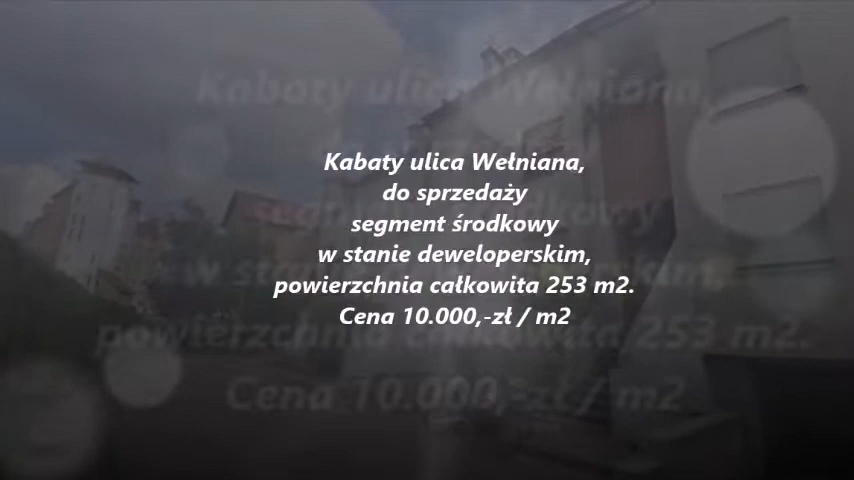 Kabaty ulica Wełniana,
do sprzedaży
segment środkowy
w stanie deweloperskim,
powierzchnia całkowita 253 m2.
Cena 10.000,-zł / m2